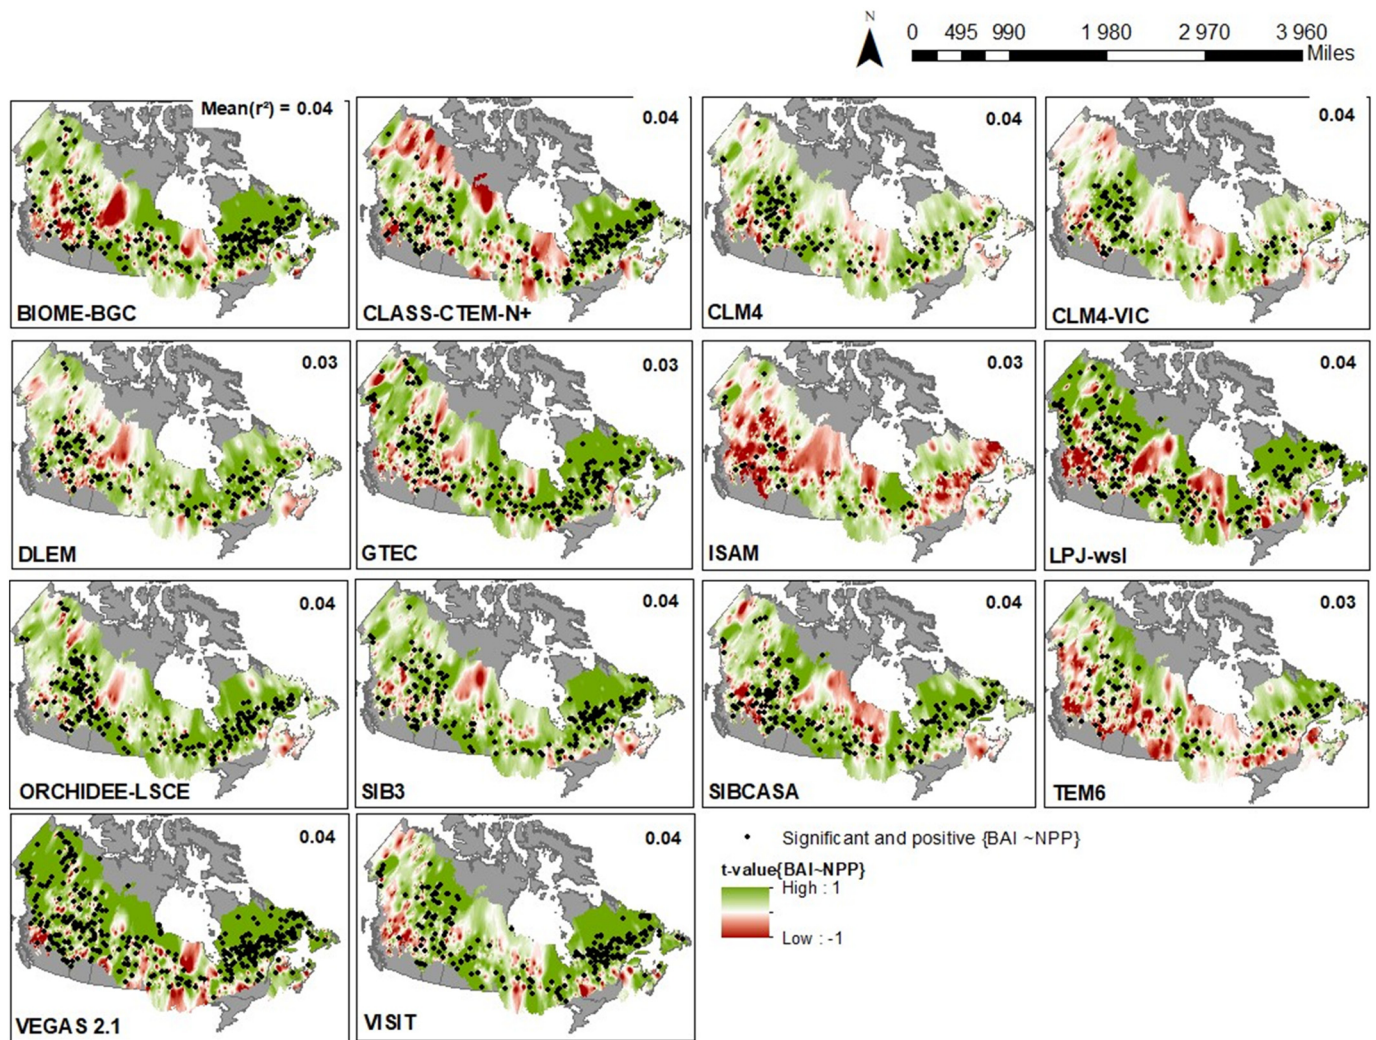 N
0 495 990 1 980 2 970 3 960
Miles
Mean(r²) = 0.04
BIOME-BGC
0.04
CLASS-CTEM-N+
0.04
CLM4
0.04
CLM4-VIC
0.03
DLEM
0.03
GTEC
0.03
ISAM
0.04
LPJ-wsl
0.04
ORCHIDEE-LSCE
0.04
SIB3
0.04
SIBCASA
0.03
TEM6
0.04
VEGAS 2.1
0.04
VISIT
Significant and positive {BAI ~NPP}
t-value{BAI~NPP}
High : 1
Low : -1